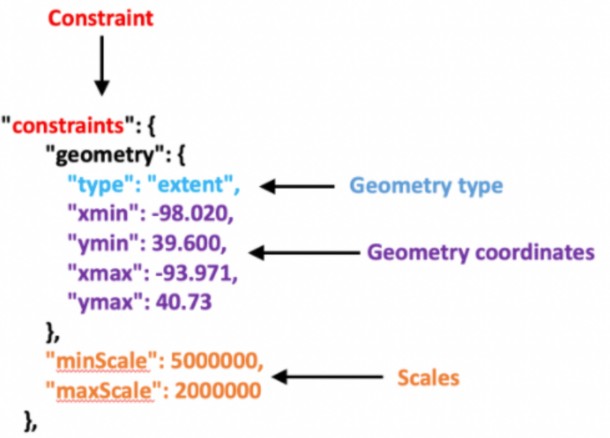 Constraint
"constraints": {
"geometry": {
"type": "extent", Geometry type
"xmin": -98.020,
"ymin": 39.600, Geometry coordinates
"xmax": -93.971,
"ymax": 40.73
},
"minScale": 5000000,
"maxScale": 2000000 Scales
},